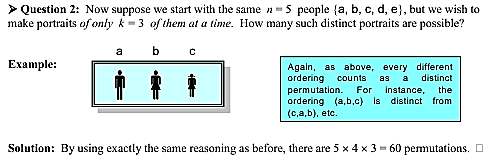 ➤ Question 2: Now suppose we start with the same n = 5 people {a, b, c, d, e}, but we wish to
make portraits of only k = 3 of them at a time. How many such distinct portraits are possible?
a b c
Example:
Again, as above, every different
ordering counts as a distinct
permutation. For instance, the
ordering (a,b,c) is distinct from
(c,a,b), etc.
Solution: By using exactly the same reasoning as before, there are 5 × 4 × 3 = 60 permutations. □